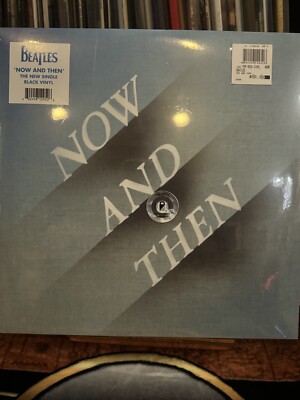 BEATLES
'NOW AND THEN'
THE NEW SINGLE
BLACK VINYL
NOW
AND
THEN